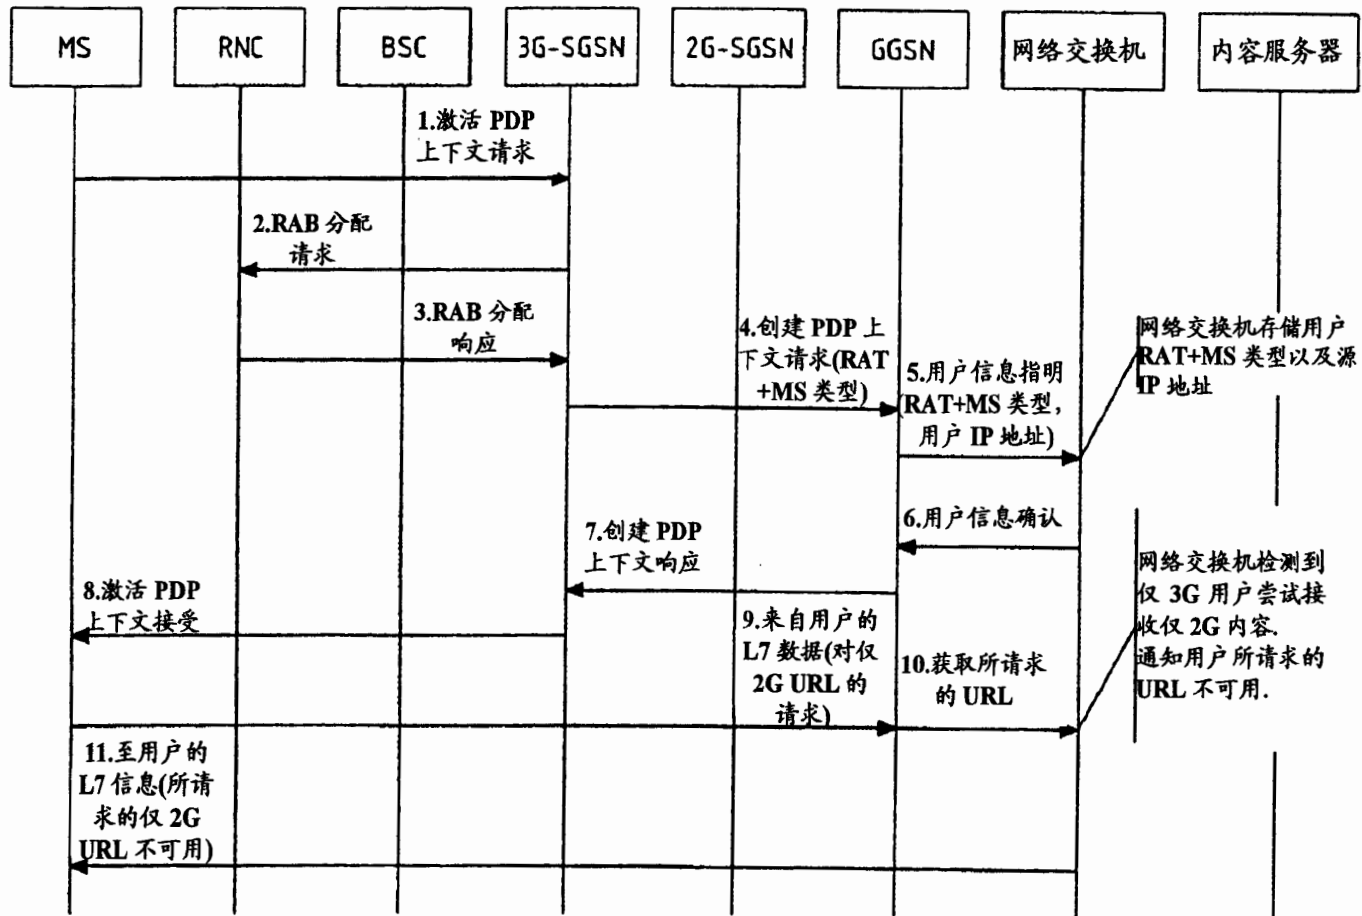 MS
RNC
BSC
3G-SGSN
2G-SGSN
GGSN
网络交换机
内容服务器
1.激活 PDP
上下文请求
2.RAB 分配
请求
3.RAB 分配
响应
4.创建 PDP 上
下文请求(RAT
+MS 类型)
5.用户信息指明
(RAT+MS 类型,
用户 IP 地址)
网络交换机存储用户
RAT+MS 类型以及源
IP 地址
6.用户信息确认
7.创建 PDP
上下文响应
8.激活 PDP
上下文接受
9.来自用户的
L7 数据(对仅
2G URL 的
请求)
10.获取所请求
的 URL
网络交换机检测到
仅 3G 用户尝试接
收仅 2G 内容.
通知用户所请求的
URL 不可用.
11.至用户的
L7 信息(所请
求的仅 2G
URL 不可用)